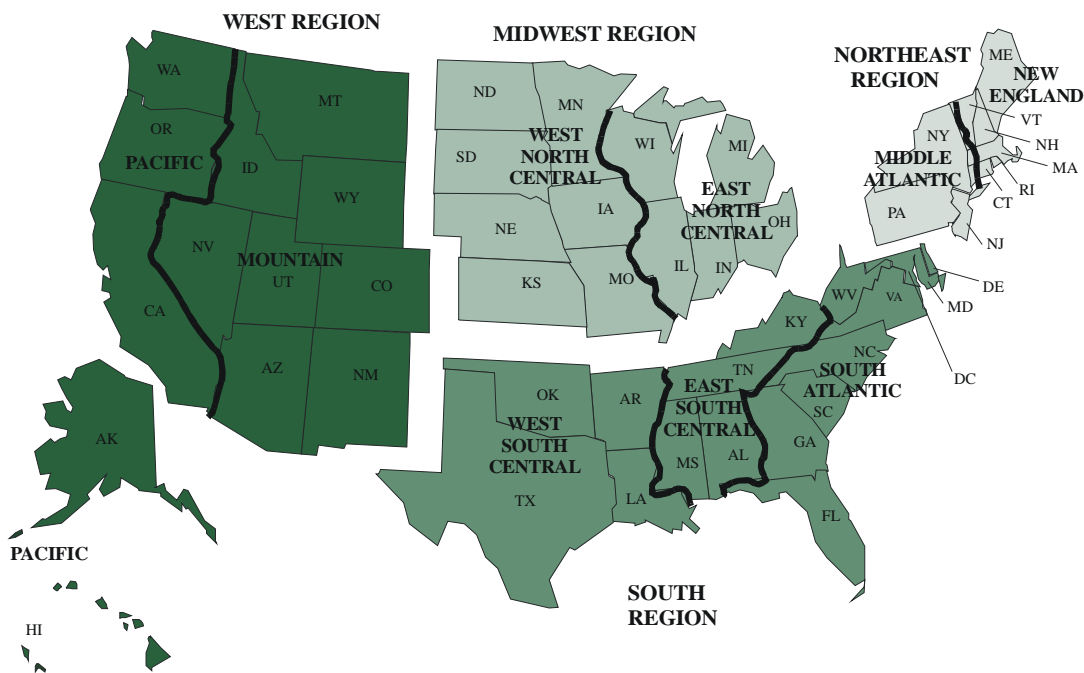 WEST REGION
MIDWEST REGION
NORTHEAST
REGION
NEW
ENGLAND
MIDDLE
ATLANTIC
WA
MT
OR
PACIFIC
ID
WY
NV
MOUNTAIN
UT
CO
CA
AZ
NM
AK
PACIFIC
HI
ND
MN
SD
WEST
NORTH
CENTRAL
WI
MI
EAST
NORTH
CENTRAL
IA
NE
OH
KS
MO
IL
IN
ME
VT
NH
MA
RI
CT
NY
PA
NJ
DE
MD
DC
WV
VA
KY
NC
TN
SOUTH
ATLANTIC
SC
GA
FL
EAST
SOUTH
CENTRAL
MS
AL
OK
AR
WEST
SOUTH
CENTRAL
TX
LA
SOUTH
REGION